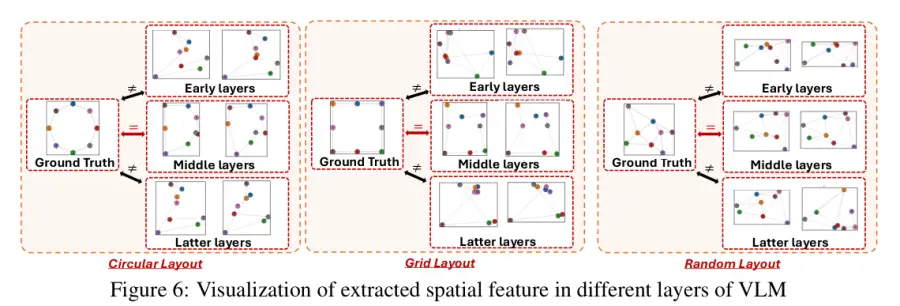 ≠
Early layers
=
Ground Truth
Middle layers
≠
Latter layers
Circular Layout
≠
Early layers
=
Ground Truth
Middle layers
≠
Latter layers
Grid Layout
≠
Early layers
=
Ground Truth
Middle layers
≠
Latter layers
Random Layout
Figure 6: Visualization of extracted spatial feature in different layers of VLM